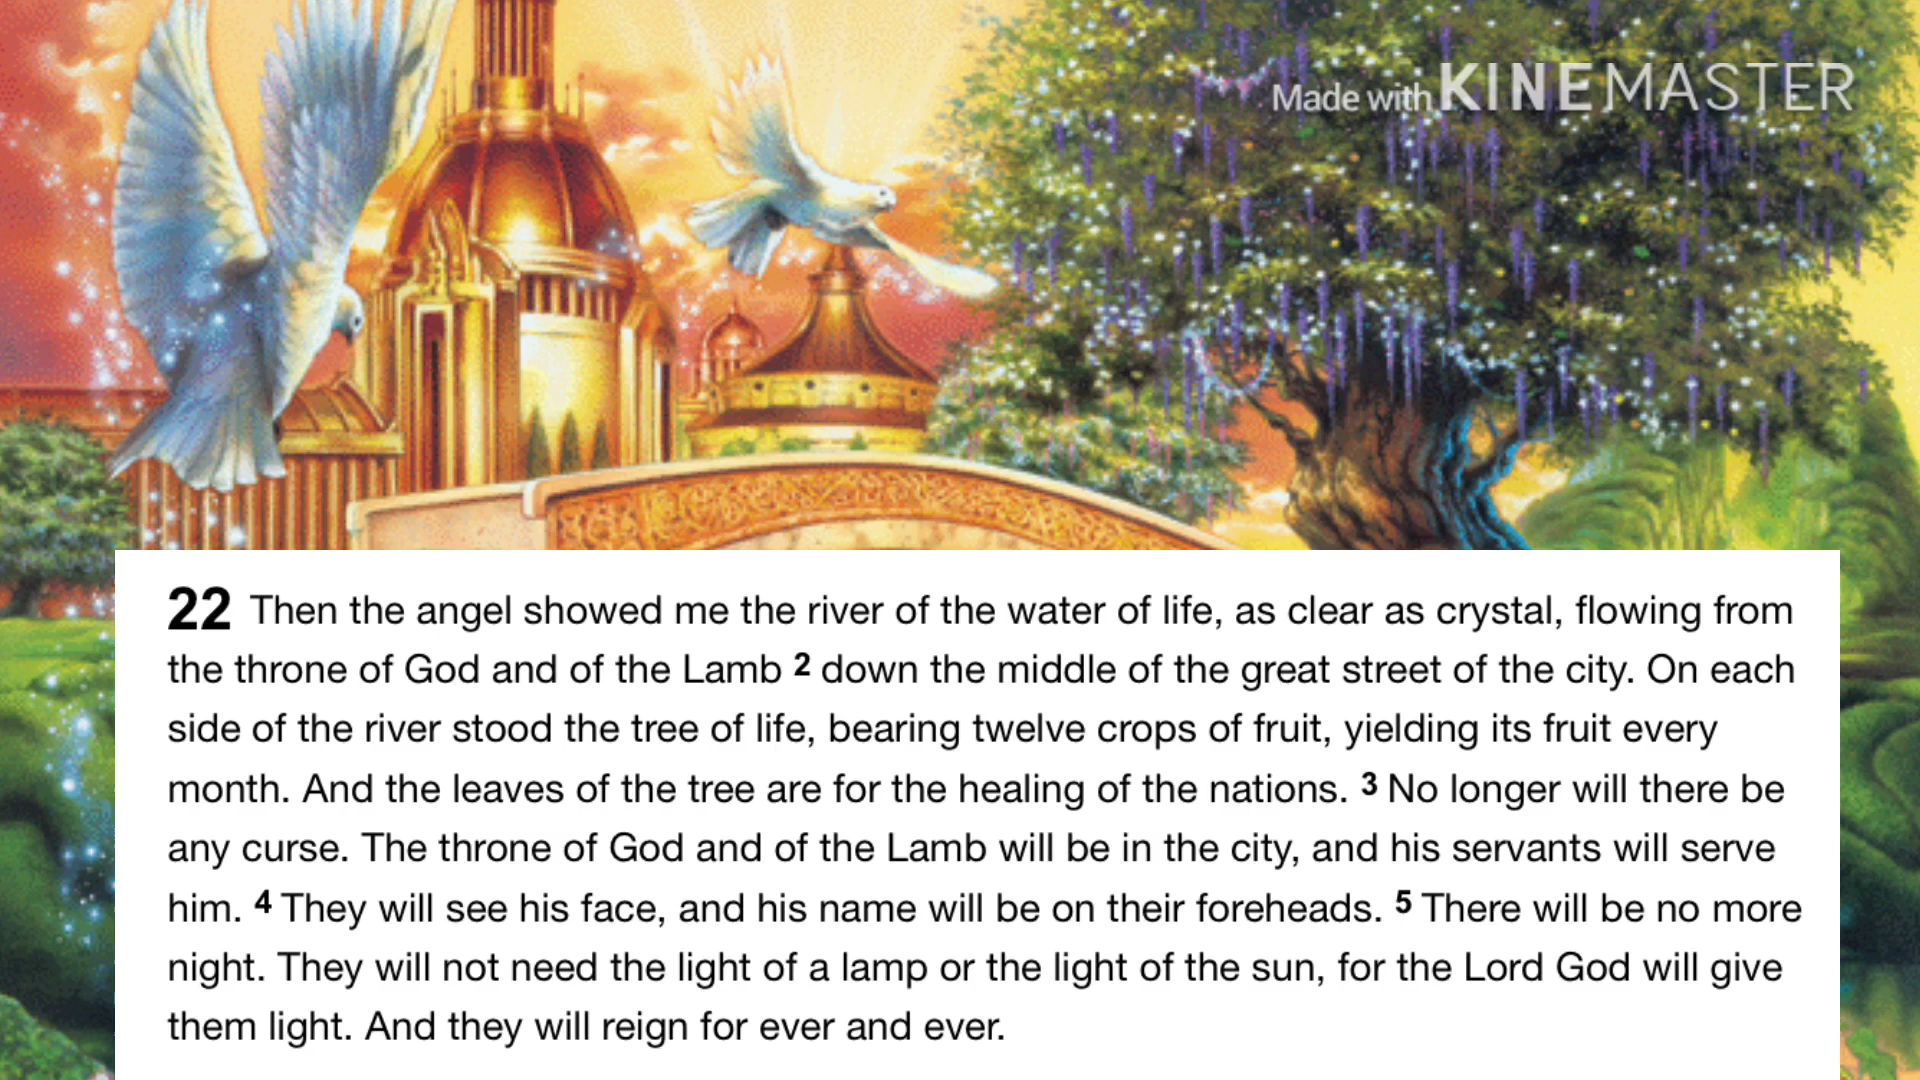 Made with KINEMASTER
22 Then the angel showed me the river of the water of life, as clear as crystal, flowing from
the throne of God and of the Lamb 2 down the middle of the great street of the city. On each
side of the river stood the tree of life, bearing twelve crops of fruit, yielding its fruit every
month. And the leaves of the tree are for the healing of the nations. 3 No longer will there be
any curse. The throne of God and of the Lamb will be in the city, and his servants will serve
him. 4 They will see his face, and his name will be on their foreheads. 5 There will be no more
night. They will not need the light of a lamp or the light of the sun, for the Lord God will give
them light. And they will reign for ever and ever.